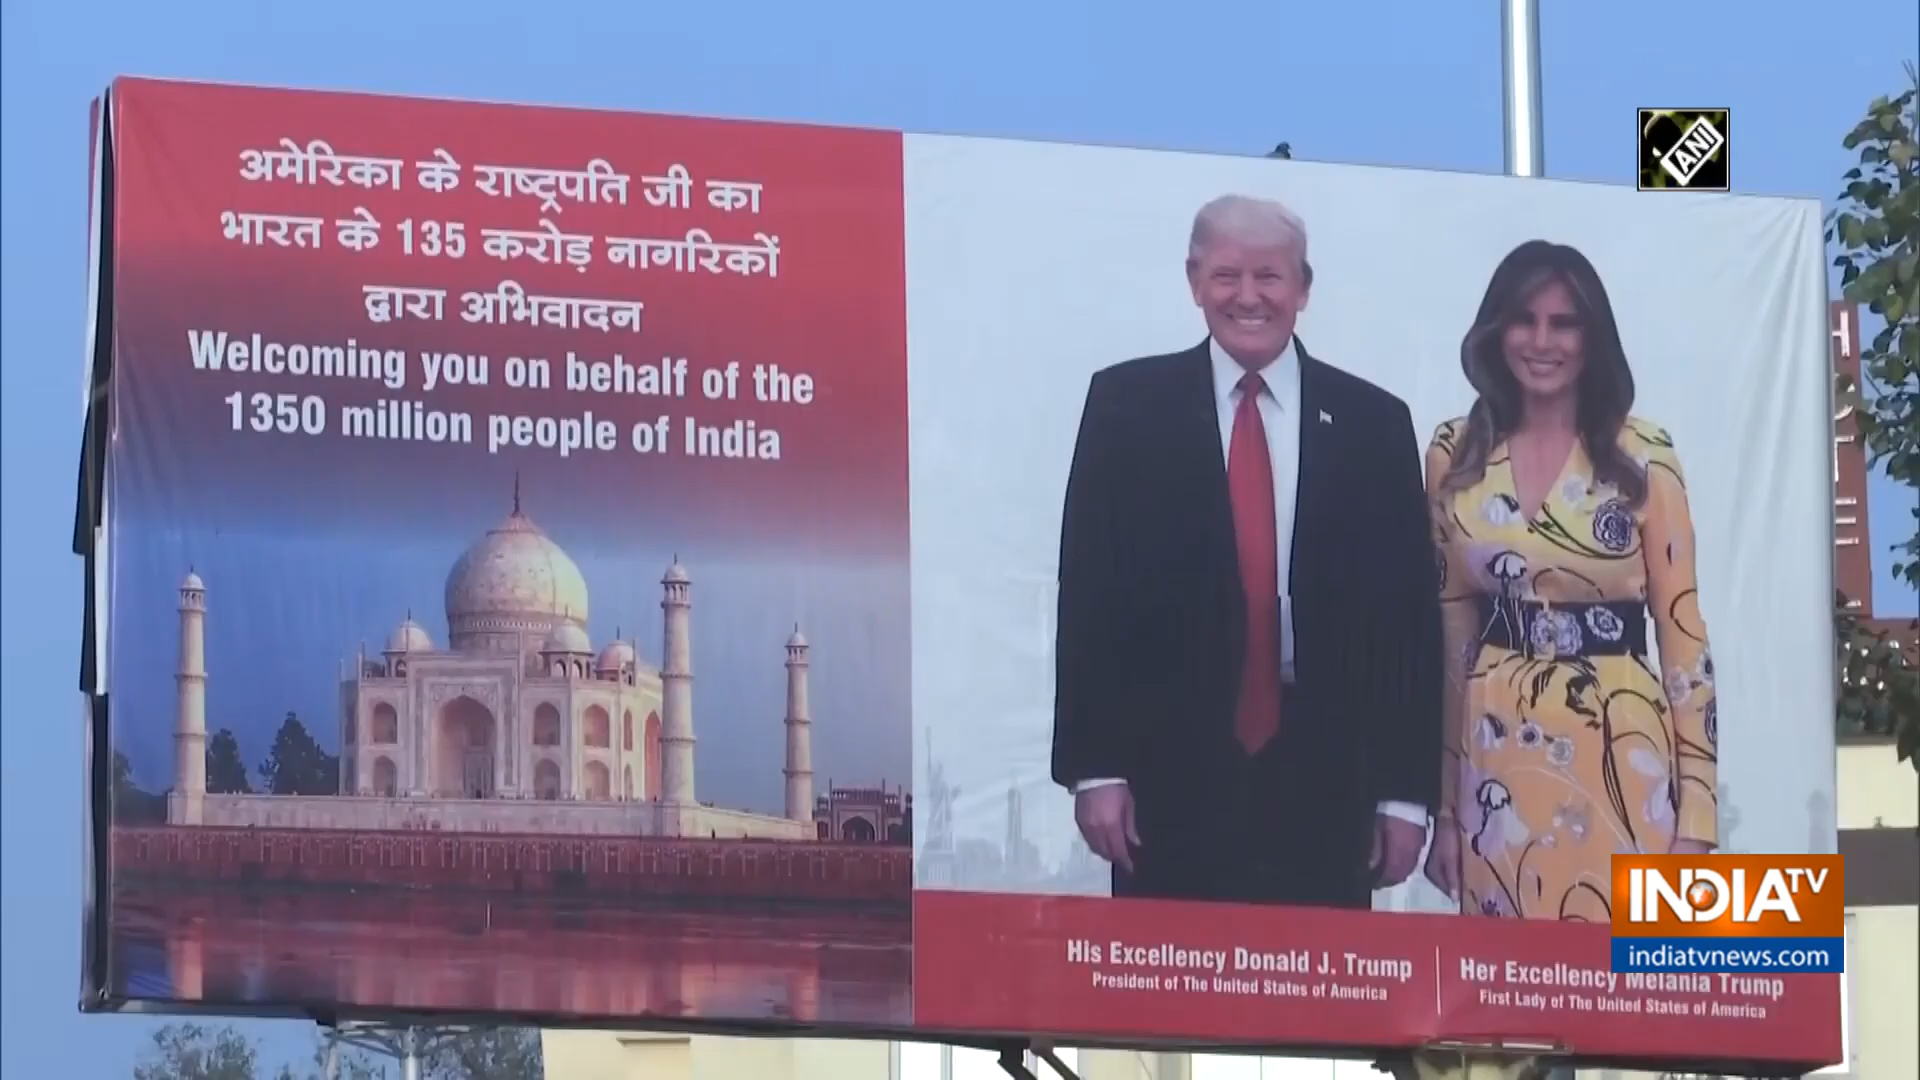 अमेरिका के राष्ट्रपति जी का
भारत के 135 करोड़ नागरिकों
द्वारा अभिवादन
Welcoming you on behalf of the
1350 million people of India
ANI
His Excellency Donald J. Trump
President of The United States of America
Her Excellency Melania Trump
First Lady of The United States of America
INDIA TV
indiatvnews.com